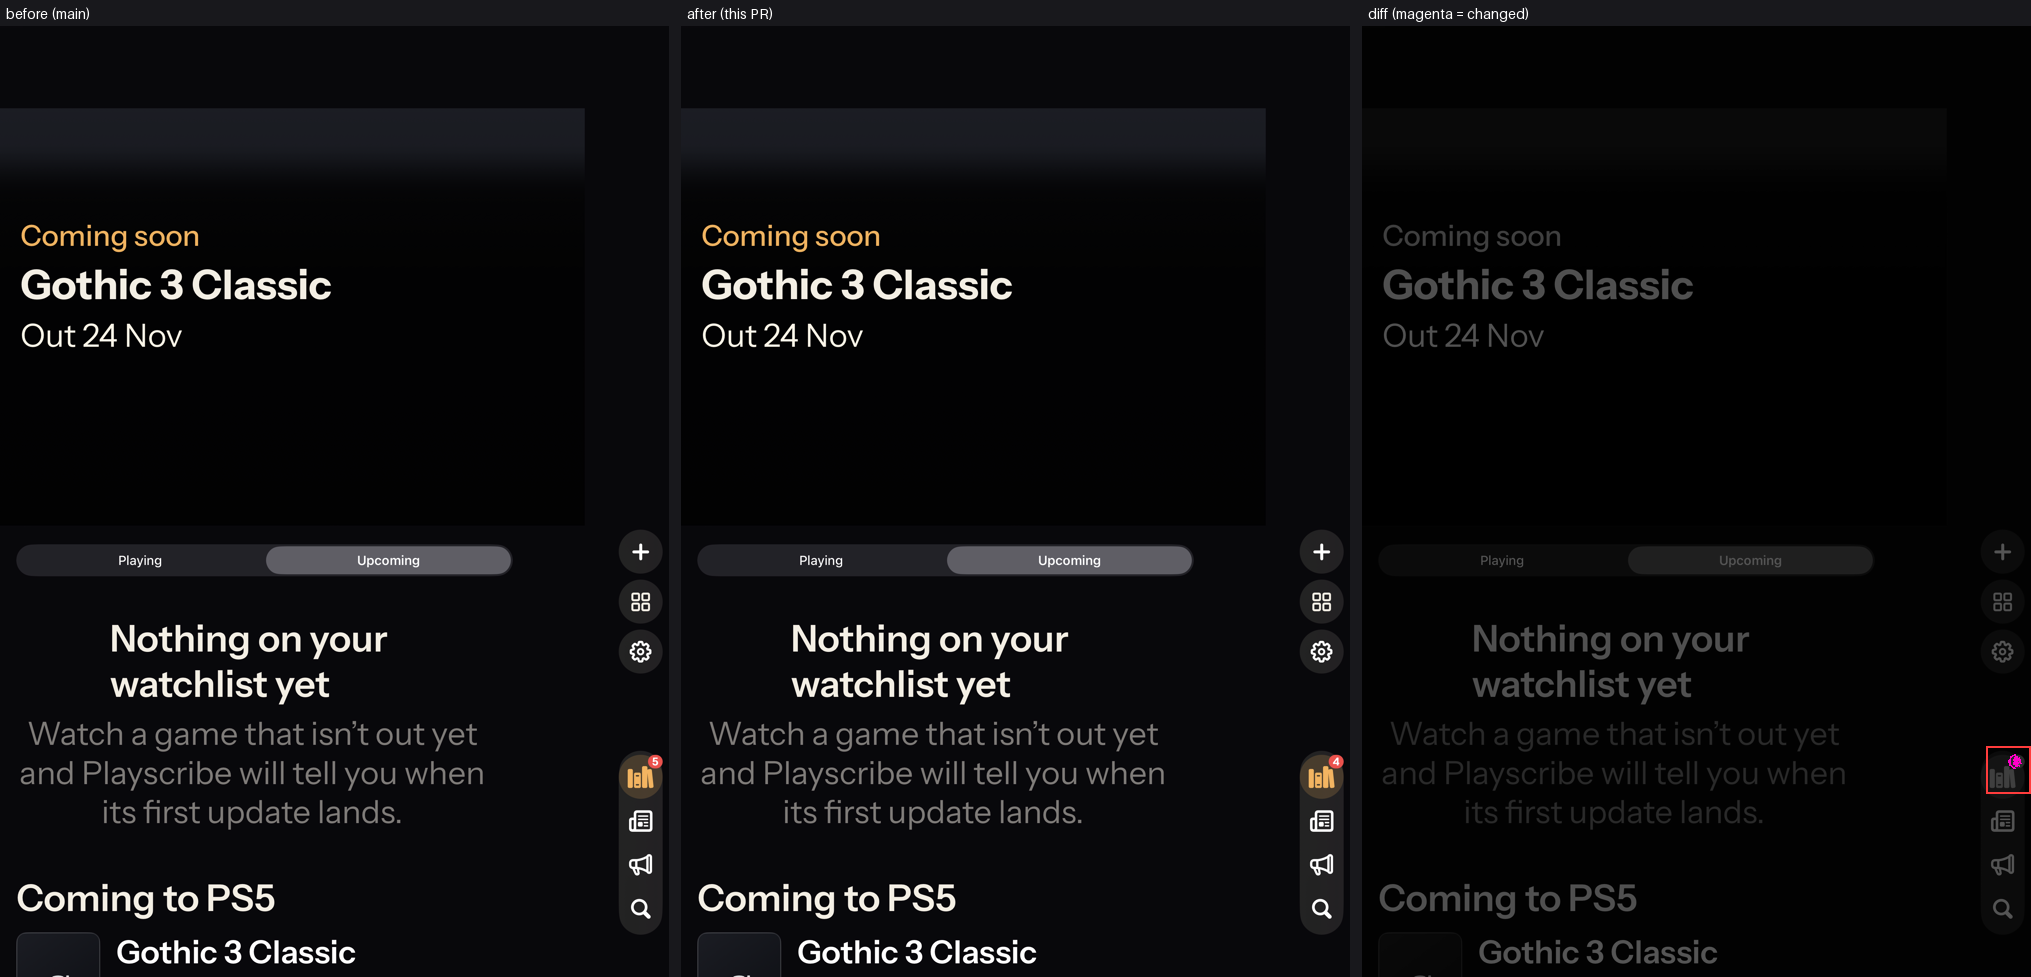 before (main)
Coming soon
Gothic 3 Classic
Out 24 Nov
Playing
Upcoming
Nothing on your
watchlist yet
Watch a game that isn’t out yet
and Playscribe will tell you when
its first update lands.
5
Coming to PS5
Gothic 3 Classic
after (this PR)
Coming soon
Gothic 3 Classic
Out 24 Nov
Playing
Upcoming
Nothing on your
watchlist yet
Watch a game that isn’t out yet
and Playscribe will tell you when
its first update lands.
4
Coming to PS5
Gothic 3 Classic
diff (magenta = changed)
Coming soon
Gothic 3 Classic
Out 24 Nov
Playing
Upcoming
Nothing on your
watchlist yet
Watch a game that isn’t out yet
and Playscribe will tell you when
its first update lands.
Coming to PS5
Gothic 3 Classic